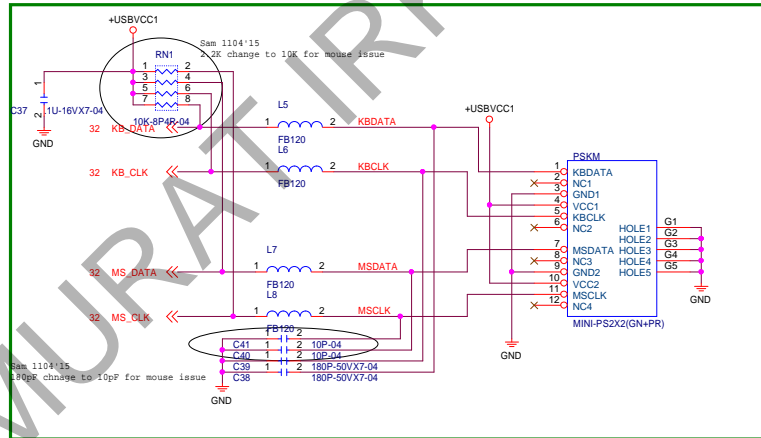 +USBVCC1
Sam 1104'15
2.2K change to 10K for mouse issue
RN1
1 2
3 4
5 6
7 8
10K-8P4R-04
C37
1
2
1U-16VX7-04
GND
32 KB_DATA
1 L5 2
FB120
KBDATA
32 KB_CLK
1 L6 2
FB120
KBCLK
32 MS_DATA
1 L7 2
FB120
MSDATA
32 MS_CLK
1 L8 2
FB120
MSCLK
1 2
C41 10P-04
1 2
C40 10P-04
1 2
C39 180P-50VX7-04
1 2
C38 180P-50VX7-04
GND
Sam 1104'15
180pF chnage to 10pF for mouse issue
+USBVCC1
PSKM
1 KBDATA
2 NC1
3 GND1
4 VCC1
5 KBCLK
6 NC2
7 MSDATA
8 NC3
9 GND2
10 VCC2
11 MSCLK
12 NC4
HOLE1 G1
HOLE2 G2
HOLE3 G3
HOLE4 G4
HOLE5 G5
MINI-PS2X2(GN+PR)
GND
GND
MURAT IR